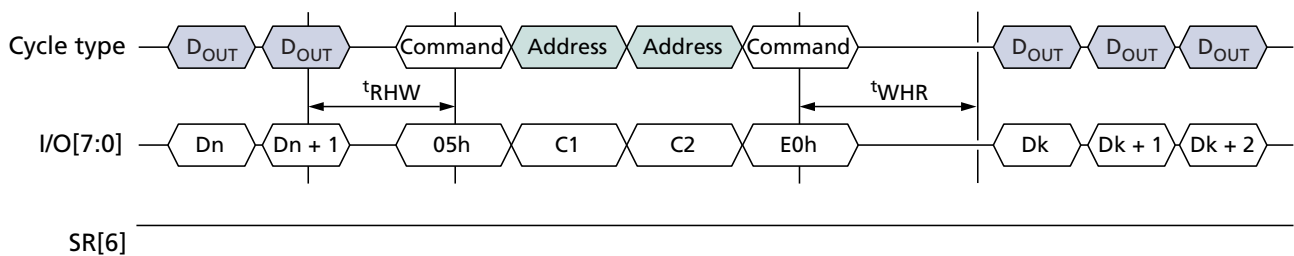 Cycle type DOUT DOUT Command Address Address Command DOUT DOUT DOUT
tRHW tWHR
I/O[7:0] Dn Dn + 1 05h C1 C2 E0h Dk Dk + 1 Dk + 2
SR[6]